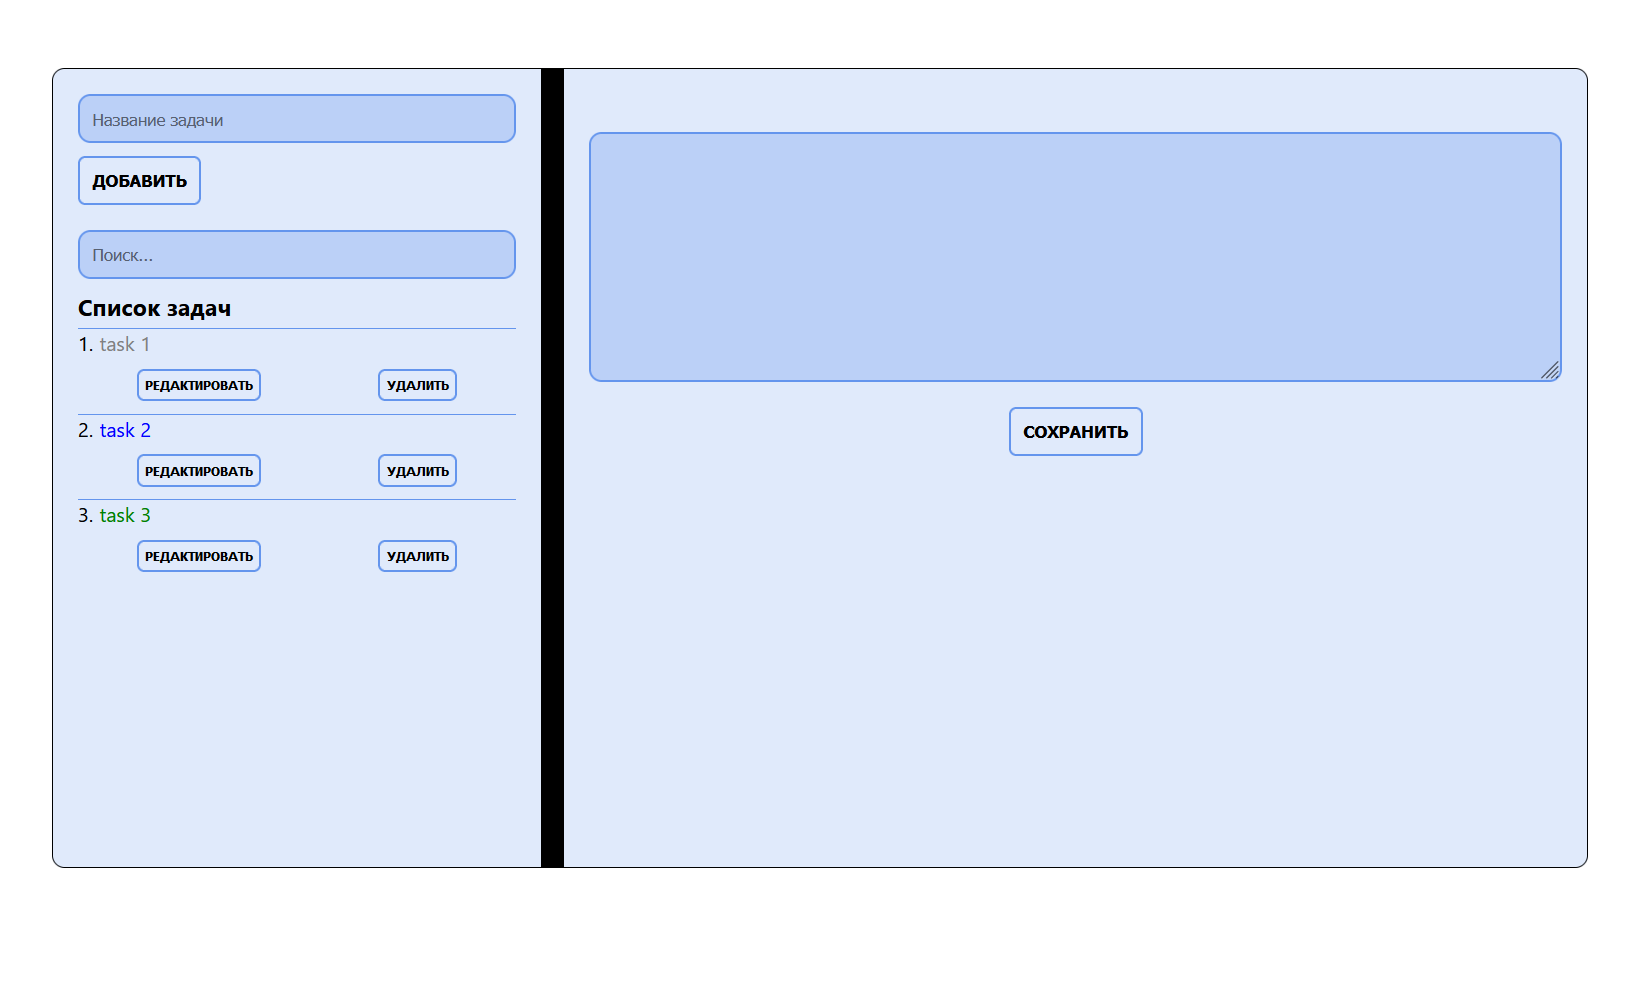 Название задачи
ДОБАВИТЬ
Поиск...
Список задач
1. task 1
РЕДАКТИРОВАТЬ УДАЛИТЬ
2. task 2
РЕДАКТИРОВАТЬ УДАЛИТЬ
3. task 3
РЕДАКТИРОВАТЬ УДАЛИТЬ
СОХРАНИТЬ